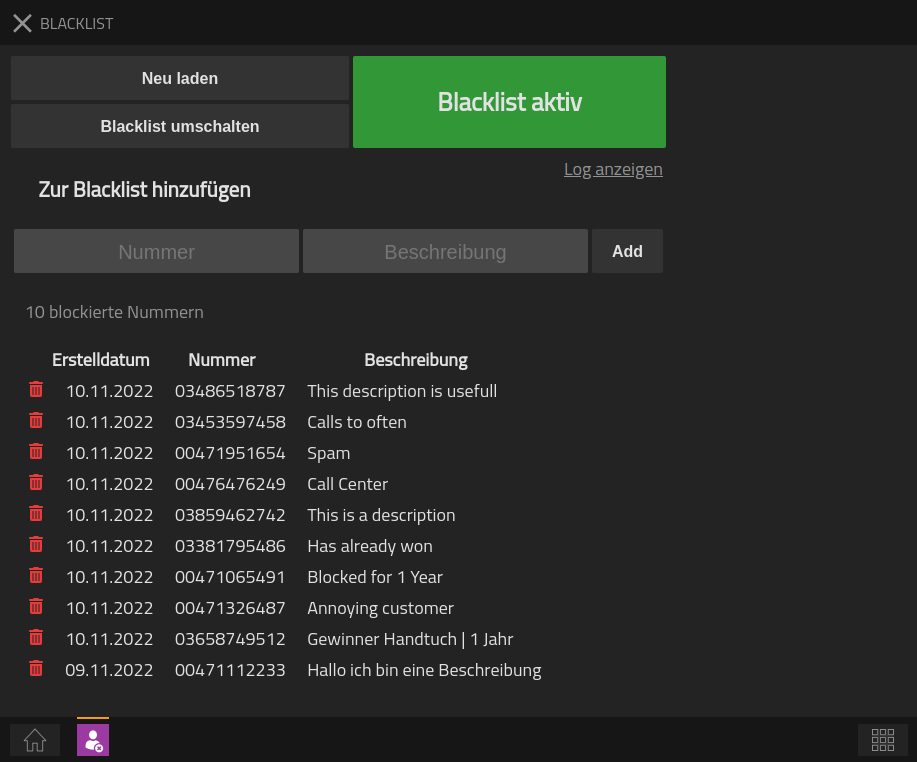 BLACKLIST
Neu laden
Blacklist umschalten
Blacklist aktiv
Log anzeigen
Zur Blacklist hinzufügen
Nummer Beschreibung Add
10 blockierte Nummern
Erstelldatum Nummer Beschreibung
10.11.2022 03486518787 This description is usefull
10.11.2022 03453597458 Calls to often
10.11.2022 00471951654 Spam
10.11.2022 00476476249 Call Center
10.11.2022 03859462742 This is a description
10.11.2022 03381795486 Has already won
10.11.2022 00471065491 Blocked for 1 Year
10.11.2022 00471326487 Annoying customer
10.11.2022 03658749512 Gewinner Handtuch | 1 Jahr
09.11.2022 00471112233 Hallo ich bin eine Beschreibung